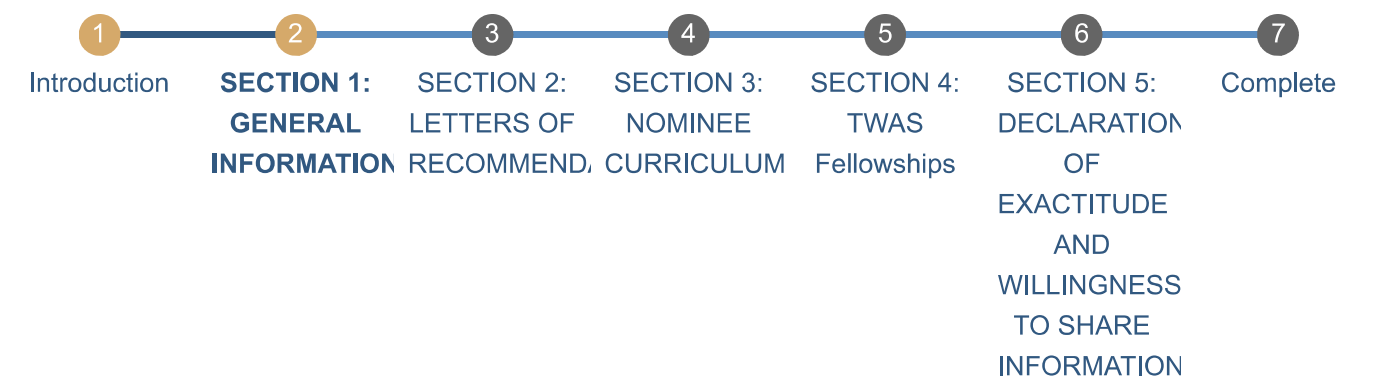 1 2 3 4 5 6 7
Introduction
SECTION 1:
GENERAL
INFORMATION
SECTION 2:
LETTERS OF
RECOMMENDA
SECTION 3:
NOMINEE
CURRICULUM
SECTION 4:
TWAS
Fellowships
SECTION 5:
DECLARATION
OF
EXACTITUDE
AND
WILLINGNESS
TO SHARE
INFORMATION
Complete